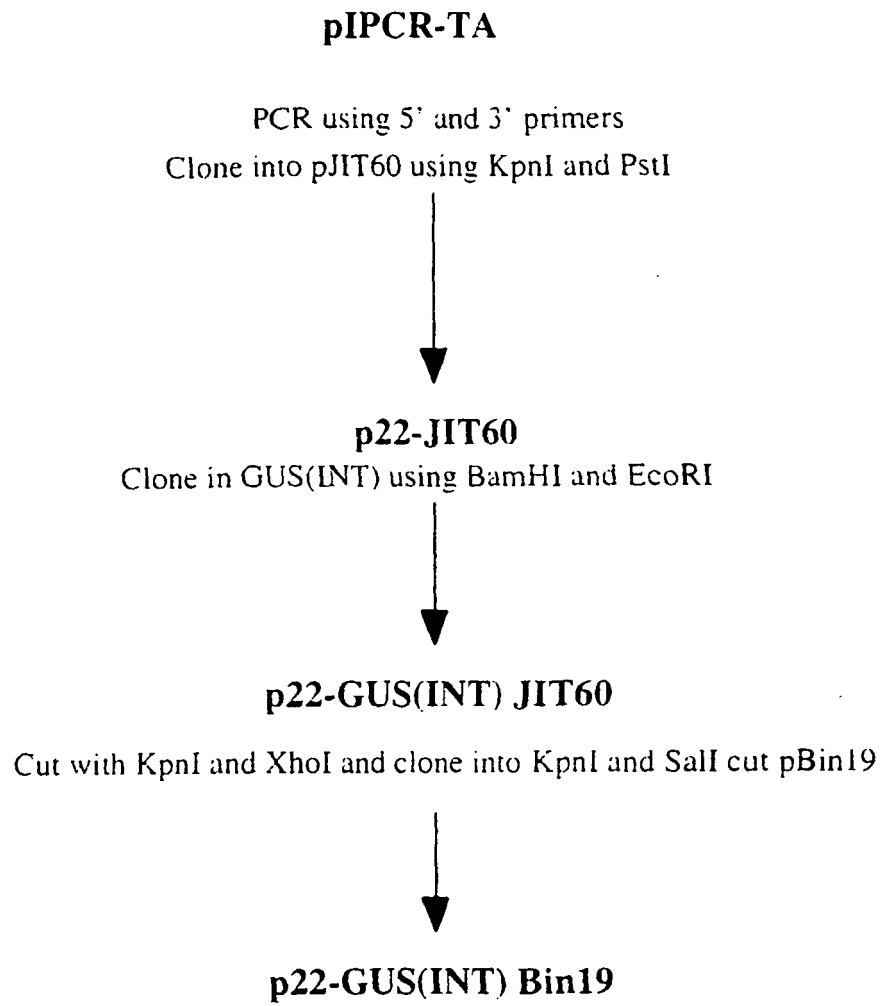 pIPCR-TA
PCR using 5' and 3' primers
Clone into pJIT60 using KpnI and PstI
p22-JIT60
Clone in GUS(INT) using BamHI and EcoRI
p22-GUS(INT) JIT60
Cut with KpnI and XhoI and clone into KpnI and SalI cut pBin19
p22-GUS(INT) Bin19